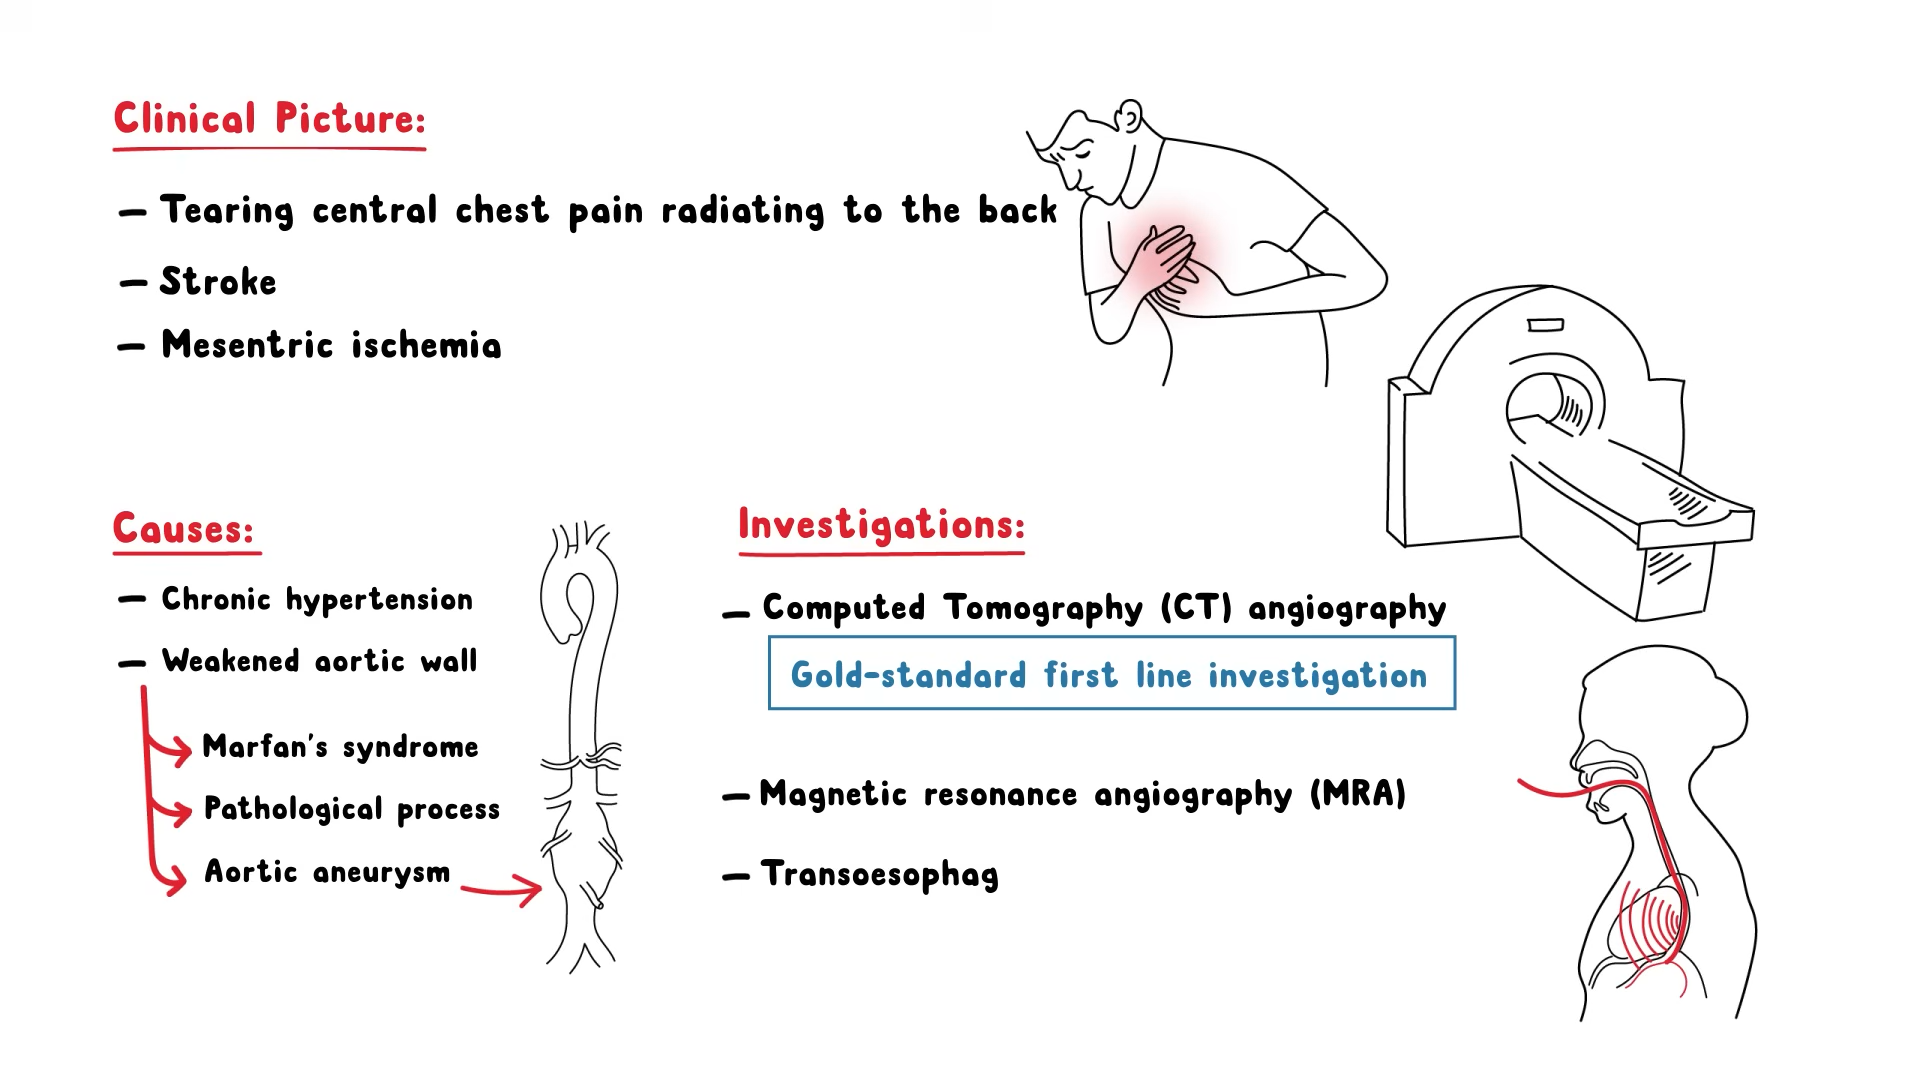 Clinical Picture:
– Tearing central chest pain radiating to the back
– Stroke
– Mesentric ischemia
Causes:
– Chronic hypertension
– Weakened aortic wall
Marfan's syndrome
Pathological process
Aortic aneurysm
Investigations:
– Computed Tomography (CT) angiography
Gold-standard first line investigation
– Magnetic resonance angiography (MRA)
– Transoesophag